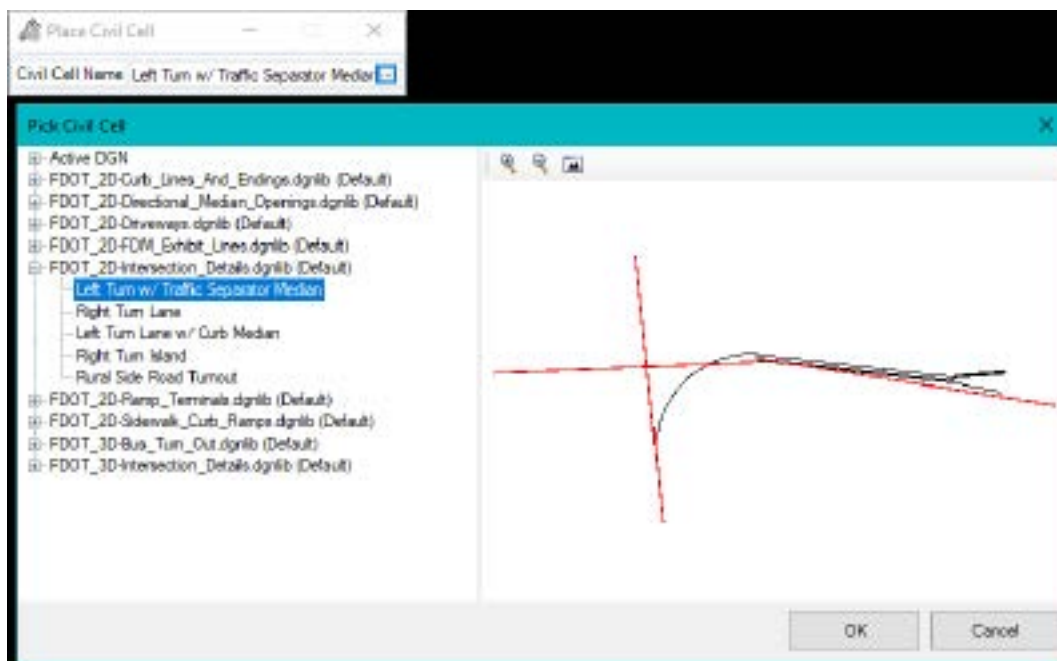 Place Civil Cell
Civil Cell Name Left Turn w/ Traffic Separator Median
Pick Civil Cell
Active DGN
FDOT_2D-Curb_Lines_And_Endings.dgnlib (Default)
FDOT_2D-Directional_Median_Openings.dgnlib (Default)
FDOT_2D-Driveways.dgnlib (Default)
FDOT_2D-FDM_Exhibit_Lines.dgnlib (Default)
FDOT_2D-Intersection_Details.dgnlib (Default)
Left Turn w/ Traffic Separator Median
Right Turn Lane
Left Turn Lane w/ Curb Median
Right Turn Island
Rural Side Road Turnout
FDOT_2D-Ramp_Terminals.dgnlib (Default)
FDOT_2D-Sidewalk_Curb_Ramps.dgnlib (Default)
FDOT_3D-Bus_Turn_Out.dgnlib (Default)
FDOT_3D-Intersection_Details.dgnlib (Default)
OK Cancel